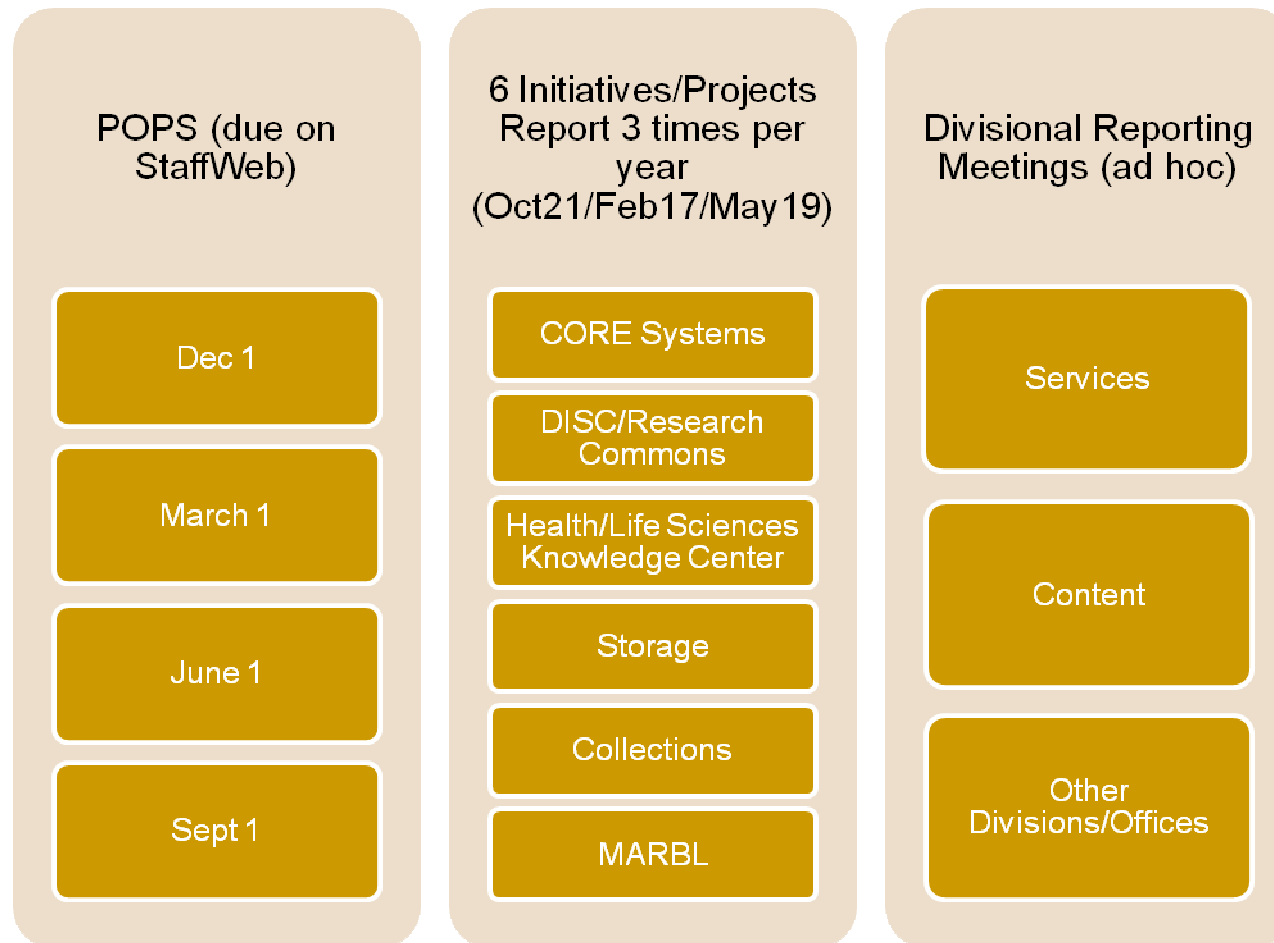 POPS (due on
StaffWeb)
Dec 1
March 1
June 1
Sept 1
6 Initiatives/Projects
Report 3 times per
year
(Oct21/Feb17/May19)
CORE Systems
DISC/Research
Commons
Health/Life Sciences
Knowledge Center
Storage
Collections
MARBL
Divisional Reporting
Meetings (ad hoc)
Services
Content
Other
Divisions/Offices